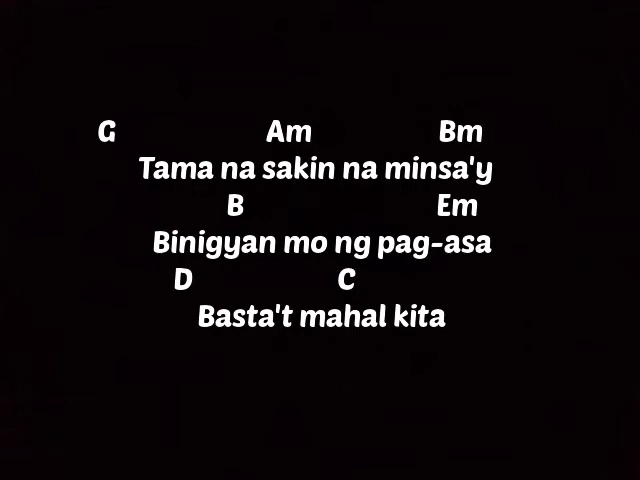 G Am Bm
Tama na sakin na minsa'y
B Em
Binigyan mo ng pag-asa
D C
Basta't mahal kita